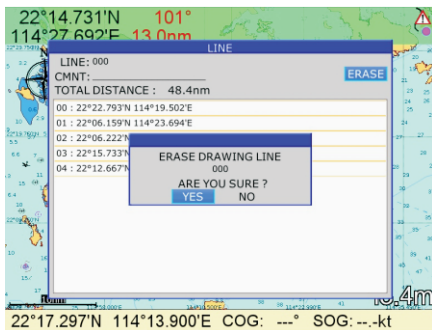 22°14.731'N 101°
114°27.692'E 13.0nm
LINE
LINE: 000
CMNT:
ERASE
TOTAL DISTANCE : 48.4nm
00 : 22°22.793'N 114°19.502'E
01 : 22°06.159'N 114°23.694'E
02 : 22°06.222'N
03 : 22°15.733'N
04 : 22°12.667'N
ERASE DRAWING LINE
000
ARE YOU SURE ?
YES NO
10nm
0.4m
22°17.297'N 114°13.900'E COG: ---° SOG: --.-kt